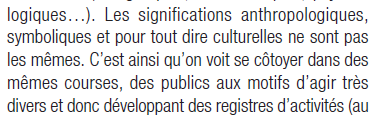 logiques…). Les significations anthropologiques,
symboliques et pour tout dire culturelles ne sont pas
les mêmes. C’est ainsi qu’on voit se côtoyer dans des
mêmes courses, des publics aux motifs d’agir très
divers et donc développant des registres d’activités (au